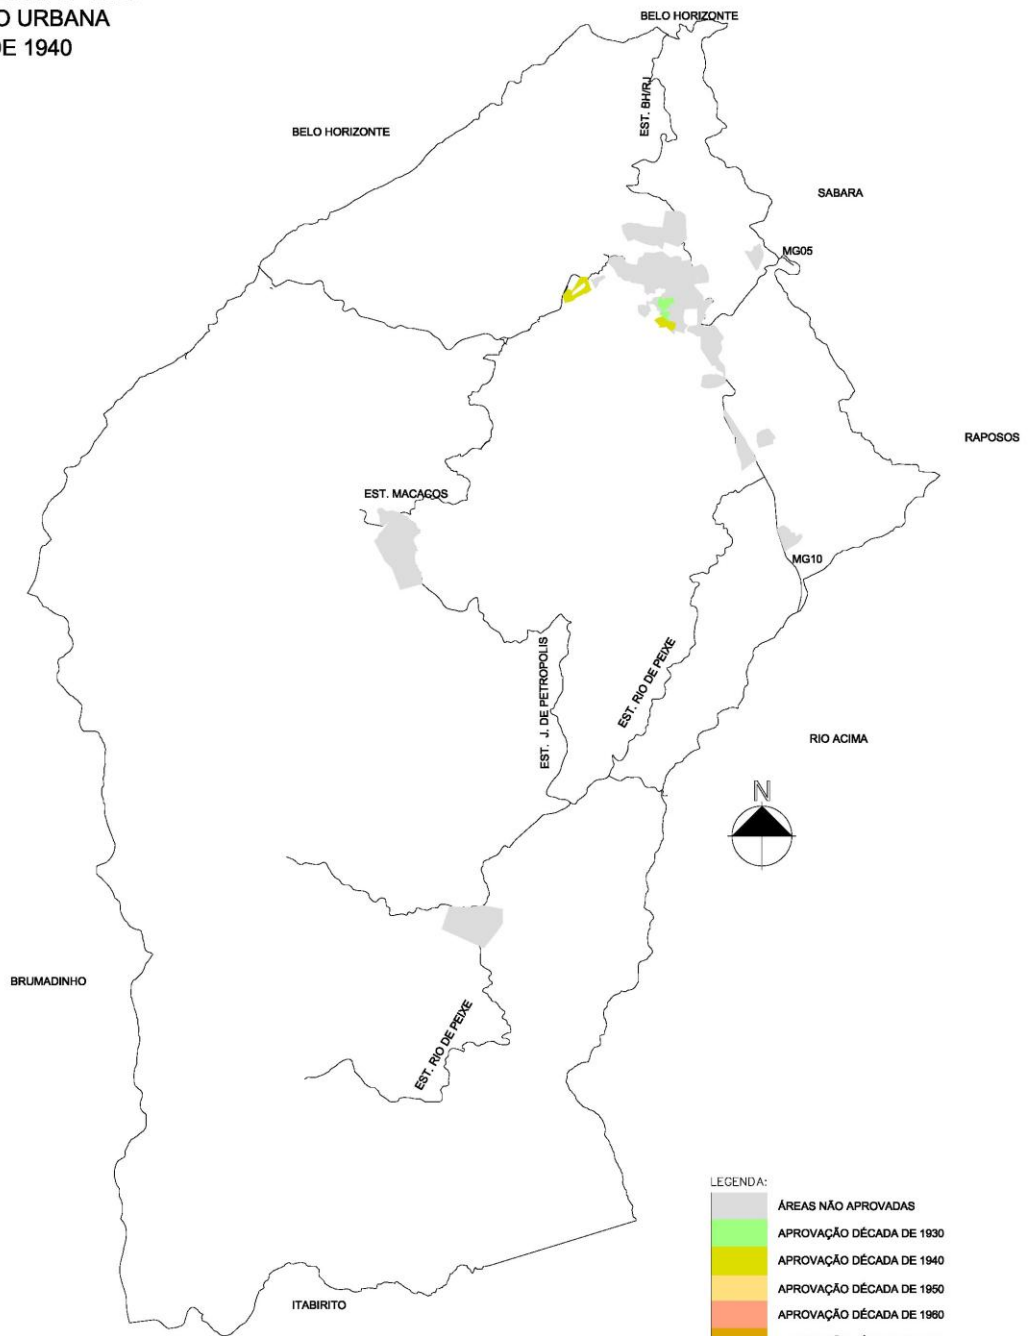 O URBANA
DE 1940
BELO HORIZONTE
EST. BH/RJ
BELO HORIZONTE
SABARA
MG05
RAPOSOS
EST. MACACOS
MG10
EST. J. DE PETROPOLIS
EST. RIO DE PEIXE
RIO ACIMA
N
BRUMADINHO
EST. RIO DE PEIXE
ITABIRITO
LEGENDA:
ÁREAS NÃO APROVADAS
APROVAÇÃO DÉCADA DE 1930
APROVAÇÃO DÉCADA DE 1940
APROVAÇÃO DÉCADA DE 1950
APROVAÇÃO DÉCADA DE 1960